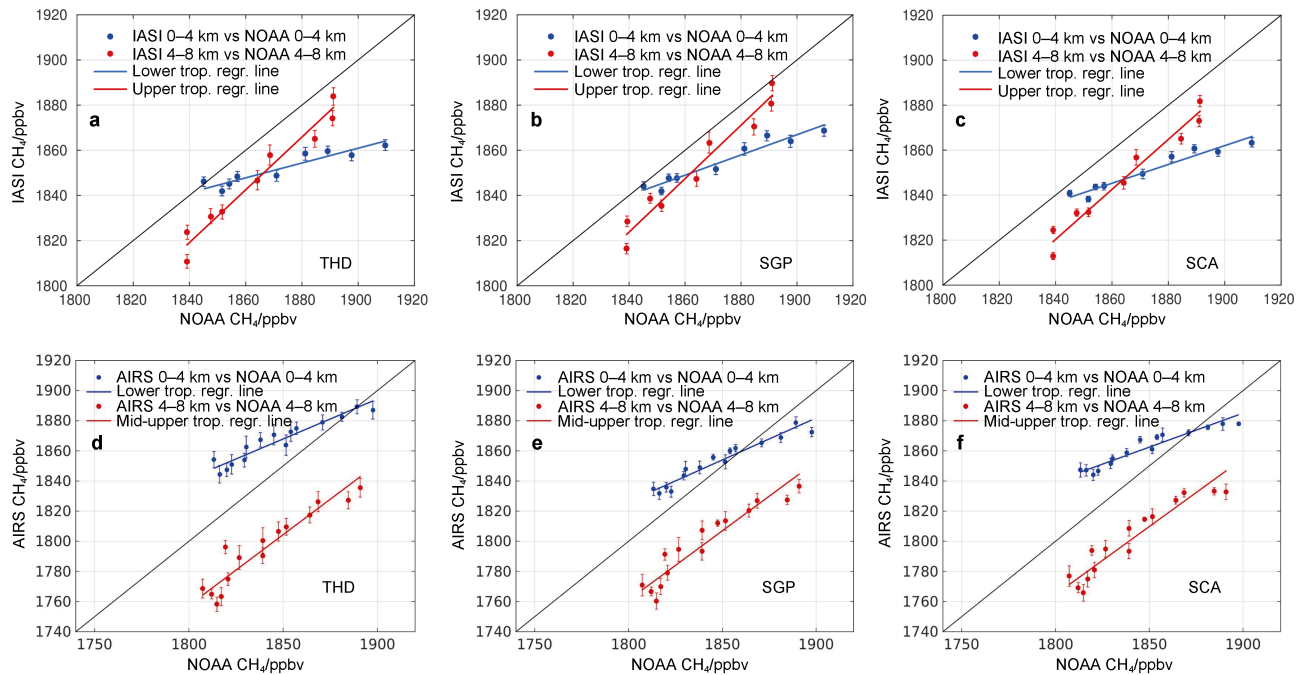 1920
1900
1880
1860
1840
1820
1800
IASI CH₄/ppbv
IASI 0–4 km vs NOAA 0–4 km
IASI 4–8 km vs NOAA 4–8 km
Lower trop. regr. line
Upper trop. regr. line
a
THD
1800 1820 1840 1860 1880 1900 1920
NOAA CH₄/ppbv
1920
1900
1880
1860
1840
1820
1800
IASI CH₄/ppbv
IASI 0–4 km vs NOAA 0–4 km
IASI 4–8 km vs NOAA 4–8 km
Lower trop. regr. line
Upper trop. regr. line
b
SGP
1800 1820 1840 1860 1880 1900 1920
NOAA CH₄/ppbv
1920
1900
1880
1860
1840
1820
1800
IASI CH₄/ppbv
IASI 0–4 km vs NOAA 0–4 km
IASI 4–8 km vs NOAA 4–8 km
Lower trop. regr. line
Upper trop. regr. line
c
SCA
1800 1820 1840 1860 1880 1900 1920
NOAA CH₄/ppbv
1920
1900
1880
1860
1840
1820
1800
1780
1760
1740
AIRS CH₄/ppbv
AIRS 0–4 km vs NOAA 0–4 km
Lower trop. regr. line
AIRS 4–8 km vs NOAA 4–8 km
Mid-upper trop. regr. line
d
THD
1750 1800 1850 1900
NOAA CH₄/ppbv
1920
1900
1880
1860
1840
1820
1800
1780
1760
1740
AIRS CH₄/ppbv
AIRS 0–4 km vs NOAA 0–4 km
Lower trop. regr. line
AIRS 4–8 km vs NOAA 4–8 km
Mid-upper trop. regr. line
e
SGP
1750 1800 1850 1900
NOAA CH₄/ppbv
1920
1900
1880
1860
1840
1820
1800
1780
1760
1740
AIRS CH₄/ppbv
AIRS 0–4 km vs NOAA 0–4 km
Lower trop. regr. line
AIRS 4–8 km vs NOAA 4–8 km
Mid-upper trop. regr. line
f
SCA
1750 1800 1850 1900
NOAA CH₄/ppbv